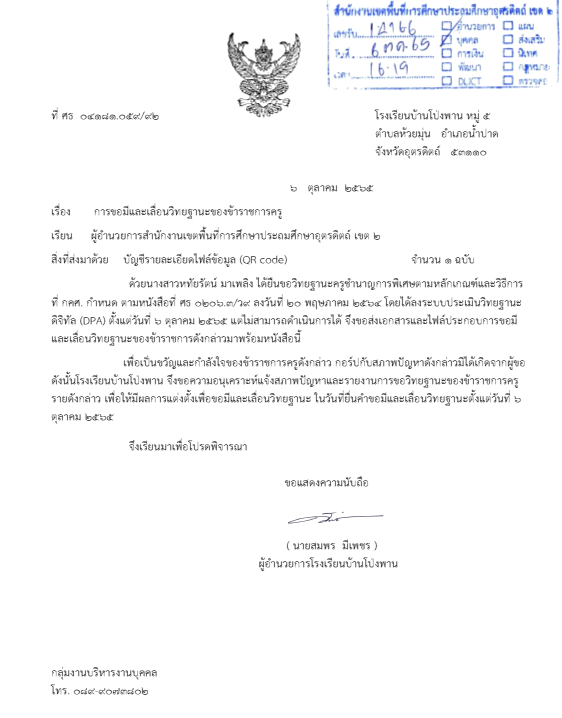 สำนักงานเขตพื้นที่การศึกษาประถมศึกษาอุตรดิตถ์ เขต ๒
เลขรับ 12166
วันที่ 6 ตค. 65
เวลา 16.19
อำนวยการ
แผน
บุคคล
ส่งเสริม
การเงิน
นิเทศ
พัฒนา
กฎหมาย
DLICT
ตรวจสอบ
ที่ ศธ ๐๔๑๘๑.๐๕๙/๙๒
โรงเรียนบ้านโป่งพาน หมู่ ๕
ตำบลห้วยมุ่น อำเภอน้ำปาด
จังหวัดอุตรดิตถ์ ๕๓๑๑๐
๖ ตุลาคม ๒๕๖๕
เรื่อง การขอมีและเลื่อนวิทยฐานะของข้าราชการครู
เรียน ผู้อำนวยการสำนักงานเขตพื้นที่การศึกษาประถมศึกษาอุตรดิตถ์ เขต ๒
สิ่งที่ส่งมาด้วย บัญชีรายละเอียดไฟล์ข้อมูล (QR code) จำนวน ๑ ฉบับ
ด้วยนางสาวหทัยรัตน์ มาเพลิง ได้ยื่นขอวิทยฐานะครูชำนาญการพิเศษตามหลักเกณฑ์และวิธีการ
ที่ กคศ. กำหนด ตามหนังสือที่ ศธ ๐๒๐๖.๓/ว๙ ลงวันที่ ๒๐ พฤษภาคม ๒๕๖๔ โดยได้ลงระบบประเมินวิทยฐานะ
ดิจิทัล (DPA) ตั้งแต่วันที่ ๖ ตุลาคม ๒๕๖๕ แต่ไม่สามารถดำเนินการได้ จึงขอส่งเอกสารและไฟล์ประกอบการขอมี
และเลื่อนวิทยฐานะของข้าราชการดังกล่าวมาพร้อมหนังสือนี้
เพื่อเป็นขวัญและกำลังใจของข้าราชการครูดังกล่าว กอร์ปกับสภาพปัญหาดังกล่าวมิได้เกิดจากผู้ขอ
ดังนั้นโรงเรียนบ้านโป่งพาน จึงขอความอนุเคราะห์แจ้งสภาพปัญหาและรายงานการขอวิทยฐานะของข้าราชการครู
รายดังกล่าว เพื่อให้มีผลการแต่งตั้งเพื่อขอมีและเลื่อนวิทยฐานะ ในวันที่ยื่นคำขอมีและเลื่อนวิทยฐานะตั้งแต่วันที่ ๖
ตุลาคม ๒๕๖๕
จึงเรียนมาเพื่อโปรดพิจารณา
ขอแสดงความนับถือ
( นายสมพร มีเพชร )
ผู้อำนวยการโรงเรียนบ้านโป่งพาน
กลุ่มงานบริหารงานบุคคล
โทร. ๐๘๙-๙๐๗๓๘๐๒